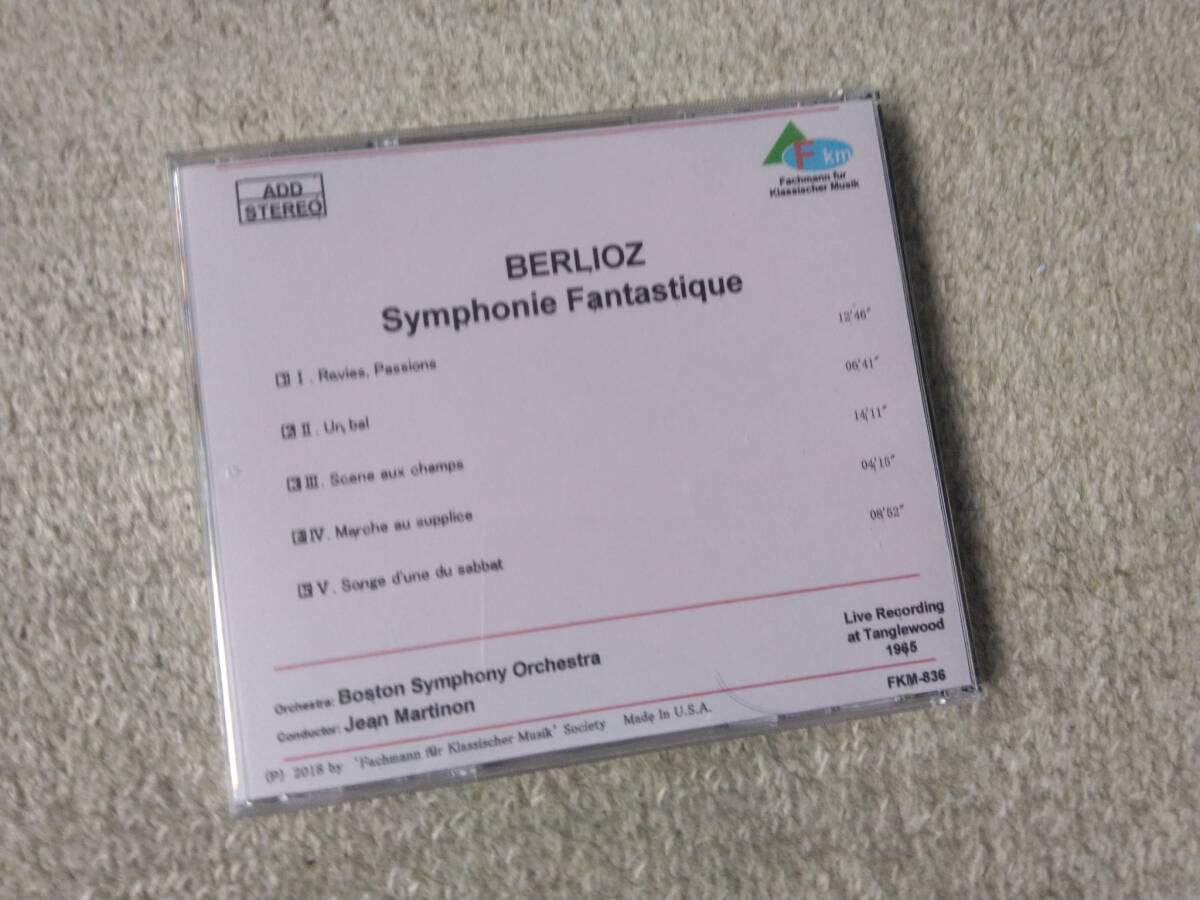 ADD
STEREO
F km
Fachmann für
Klassischer Musik
BERLIOZ
Symphonie Fantastique
1 I. Revies, Passions 12'46"
2 II. Un bal 06'41"
3 III. Scene aux champs 14'11"
4 IV. Marche au supplice 04'15"
5 V. Songe d'une du sabbat 08'52"
Live Recording
at Tanglewood
1965
Orchestra: Boston Symphony Orchestra
Conductor: Jean Martinon
FKM-836
(P) 2018 by "Fachmann für Klassischer Musik" Society Made In U.S.A.